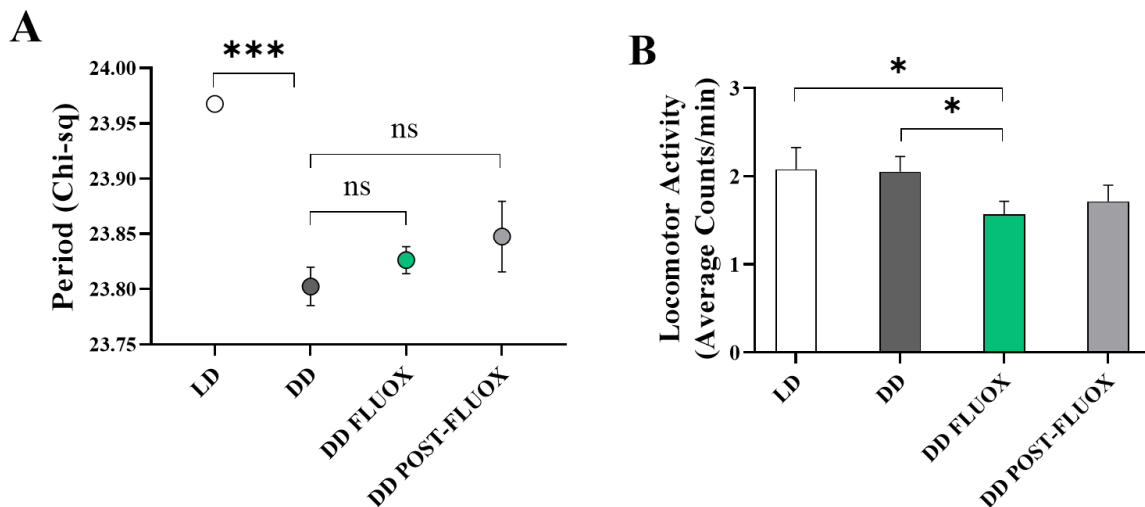 A
***
24.00
23.95
23.90
23.85
23.80
23.75
Period (Chi-sq)
ns
ns
LD
DD
DD FLUOX
DD POST-FLUOX
B
*
*
3
2
1
0
Locomotor Activity
(Average Counts/min)
LD
DD
DD FLUOX
DD POST-FLUOX